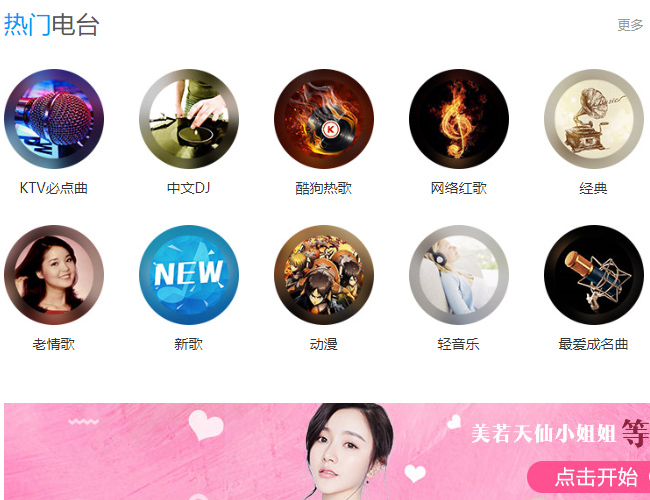 热门电台
更多
KTV必点曲
中文DJ
酷狗热歌
网络红歌
经典
老情歌
NEW
新歌
动漫
轻音乐
最爱成名曲
美若天仙小姐姐 等
点击开始
K